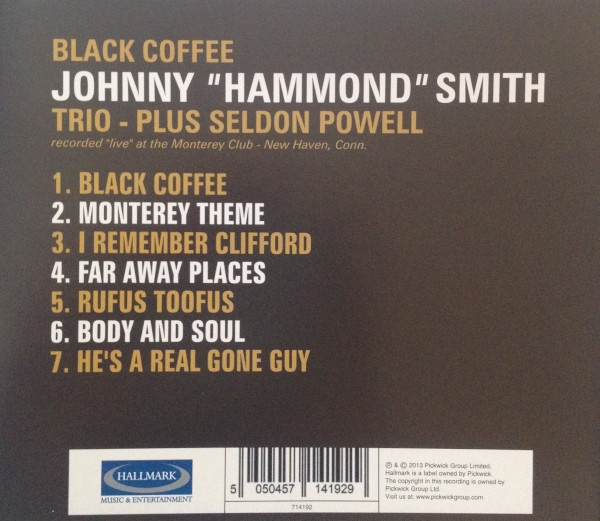 BLACK COFFEE
JOHNNY "HAMMOND" SMITH
TRIO - PLUS SELDON POWELL
recorded "live" at the Monterey Club - New Haven, Conn.
1. BLACK COFFEE
2. MONTEREY THEME
3. I REMEMBER CLIFFORD
4. FAR AWAY PLACES
5. RUFUS TOOFUS
6. BODY AND SOUL
7. HE'S A REAL GONE GUY
HALLMARK
MUSIC & ENTERTAINMENT
5 050457 141929
714192
℗ & © 2013 Pickwick Group Limited.
Hallmark is a label owned by Pickwick.
The copyright in this recording is owned by
Pickwick Group Ltd.
Visit us at: www.pickwickgroup.com